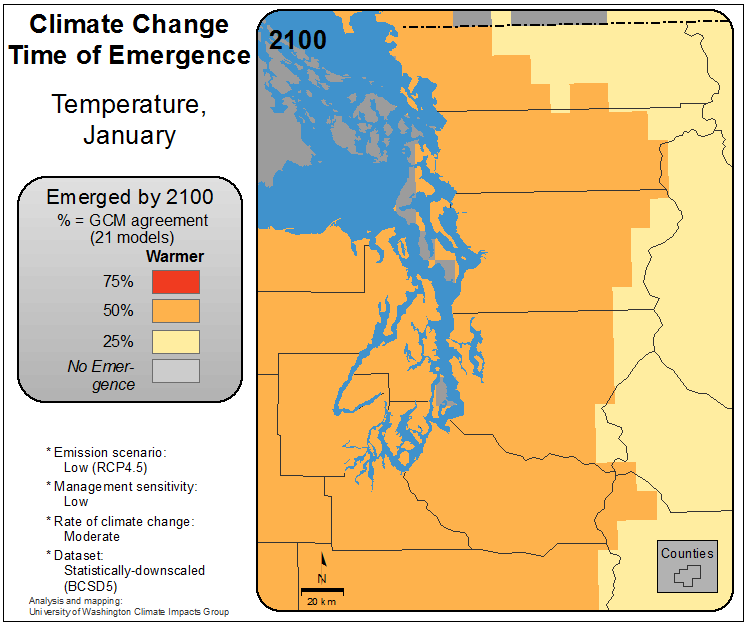 Climate Change
Time of Emergence
Temperature,
January
Emerged by 2100
% = GCM agreement
(21 models)
Warmer
75%
50%
25%
No Emer-
gence
* Emission scenario:
Low (RCP4.5)
* Management sensitivity:
Low
* Rate of climate change:
Moderate
* Dataset:
Statistically-downscaled
(BCSD5)
Analysis and mapping:
University of Washington Climate Impacts Group
2100
N
20 km
Counties